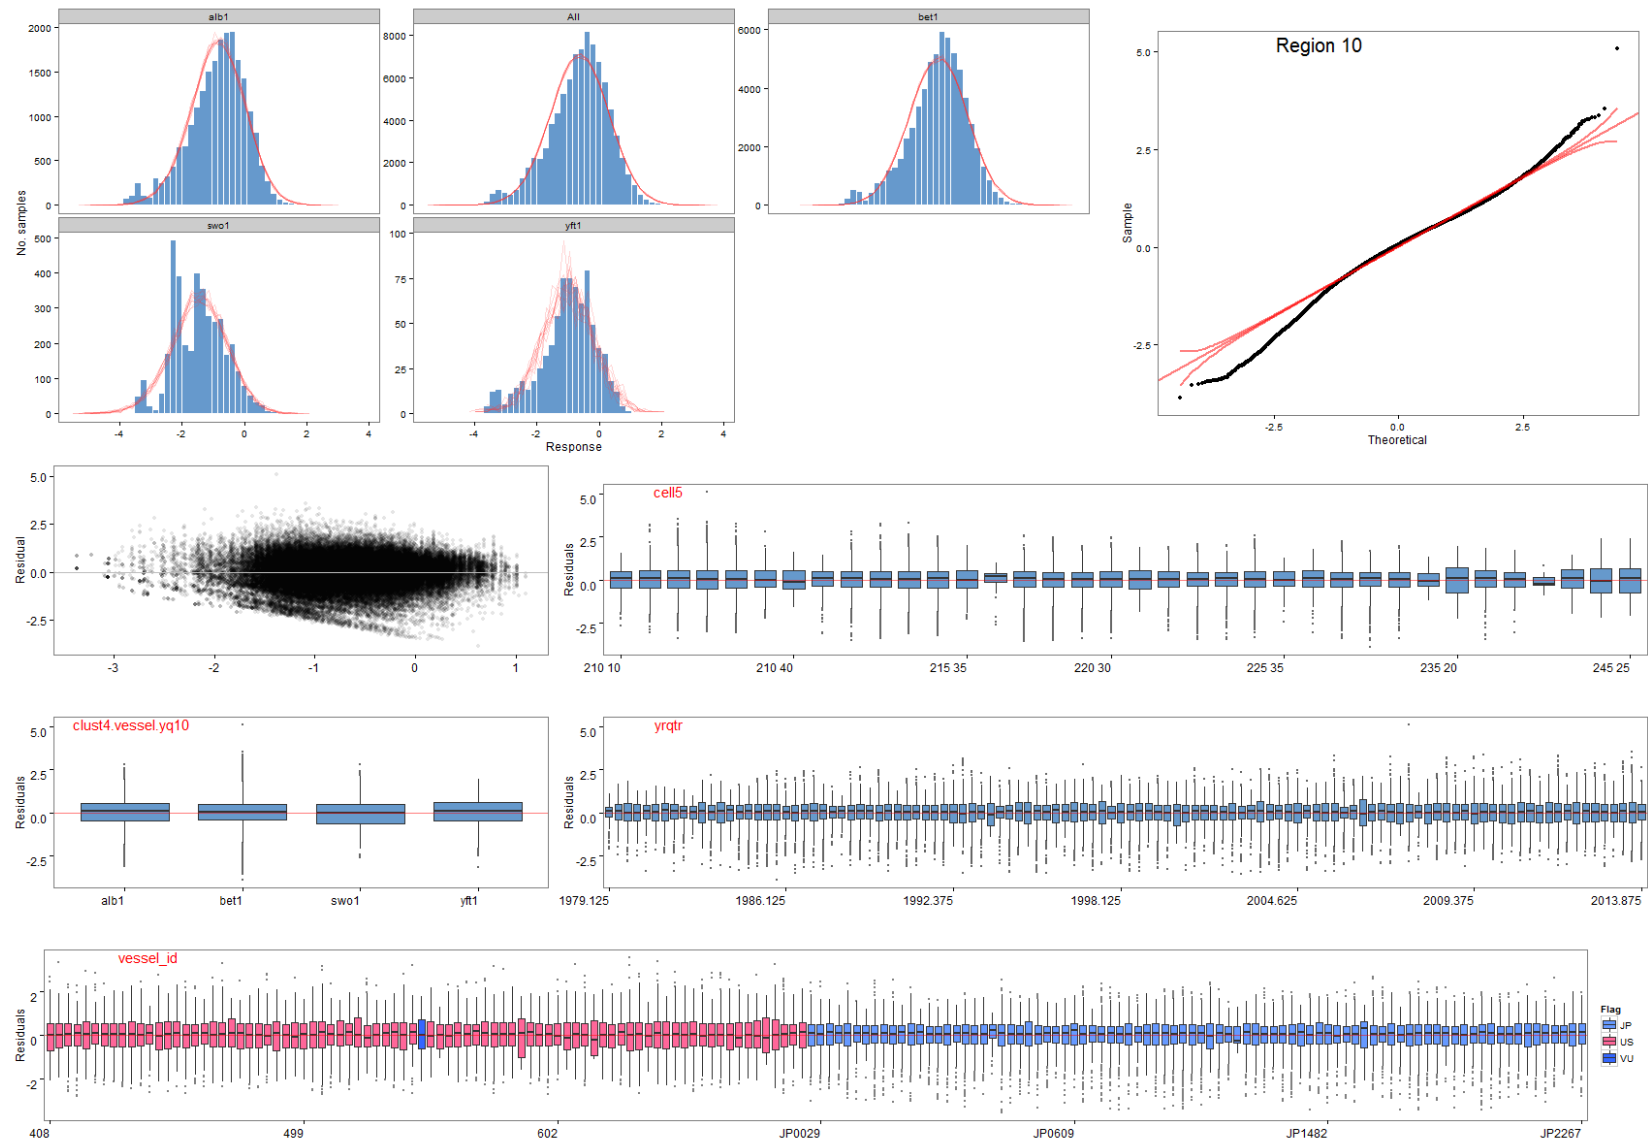 alb1
All
bet1
2000
1500
1000
500
0
8000
6000
4000
2000
0
6000
4000
2000
0
No. samples
swo1
yft1
500
400
300
200
100
0
100
75
50
25
0
-4 -2 0 2 4
-4 -2 0 2 4
Response
Region 10
5.0
2.5
0.0
-2.5
Sample
-2.5 0.0 2.5
Theoretical
5.0
2.5
0.0
-2.5
Residual
-3 -2 -1 0 1
cell5
5.0
2.5
0.0
-2.5
Residuals
210 10 210 40 215 35 220 30 225 35 235 20 245 25
clust4.vessel.yq10
5.0
2.5
0.0
-2.5
Residuals
alb1 bet1 swo1 yft1
yrqtr
5.0
2.5
0.0
-2.5
Residuals
1979.125 1986.125 1992.375 1998.125 2004.625 2009.375 2013.875
vessel_id
2
0
-2
Residuals
408 499 602 JP0029 JP0609 JP1482 JP2267
Flag
JP
US
VU